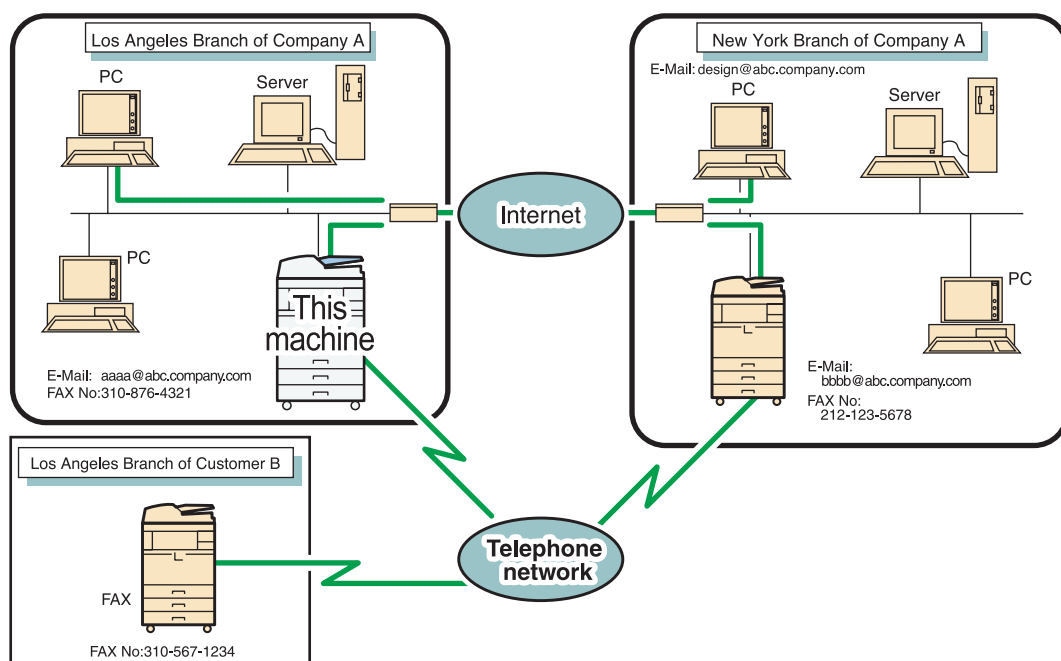 Los Angeles Branch of Company A
PC
Server
PC
This
machine
E-Mail: aaaa@abc.company.com
FAX No:310-876-4321
Internet
New York Branch of Company A
E-Mail:design@abc.company.com
PC
Server
PC
E-Mail:
bbbb@abc.company.com
FAX No:
212-123-5678
Los Angeles Branch of Customer B
FAX
FAX No:310-567-1234
Telephone
network